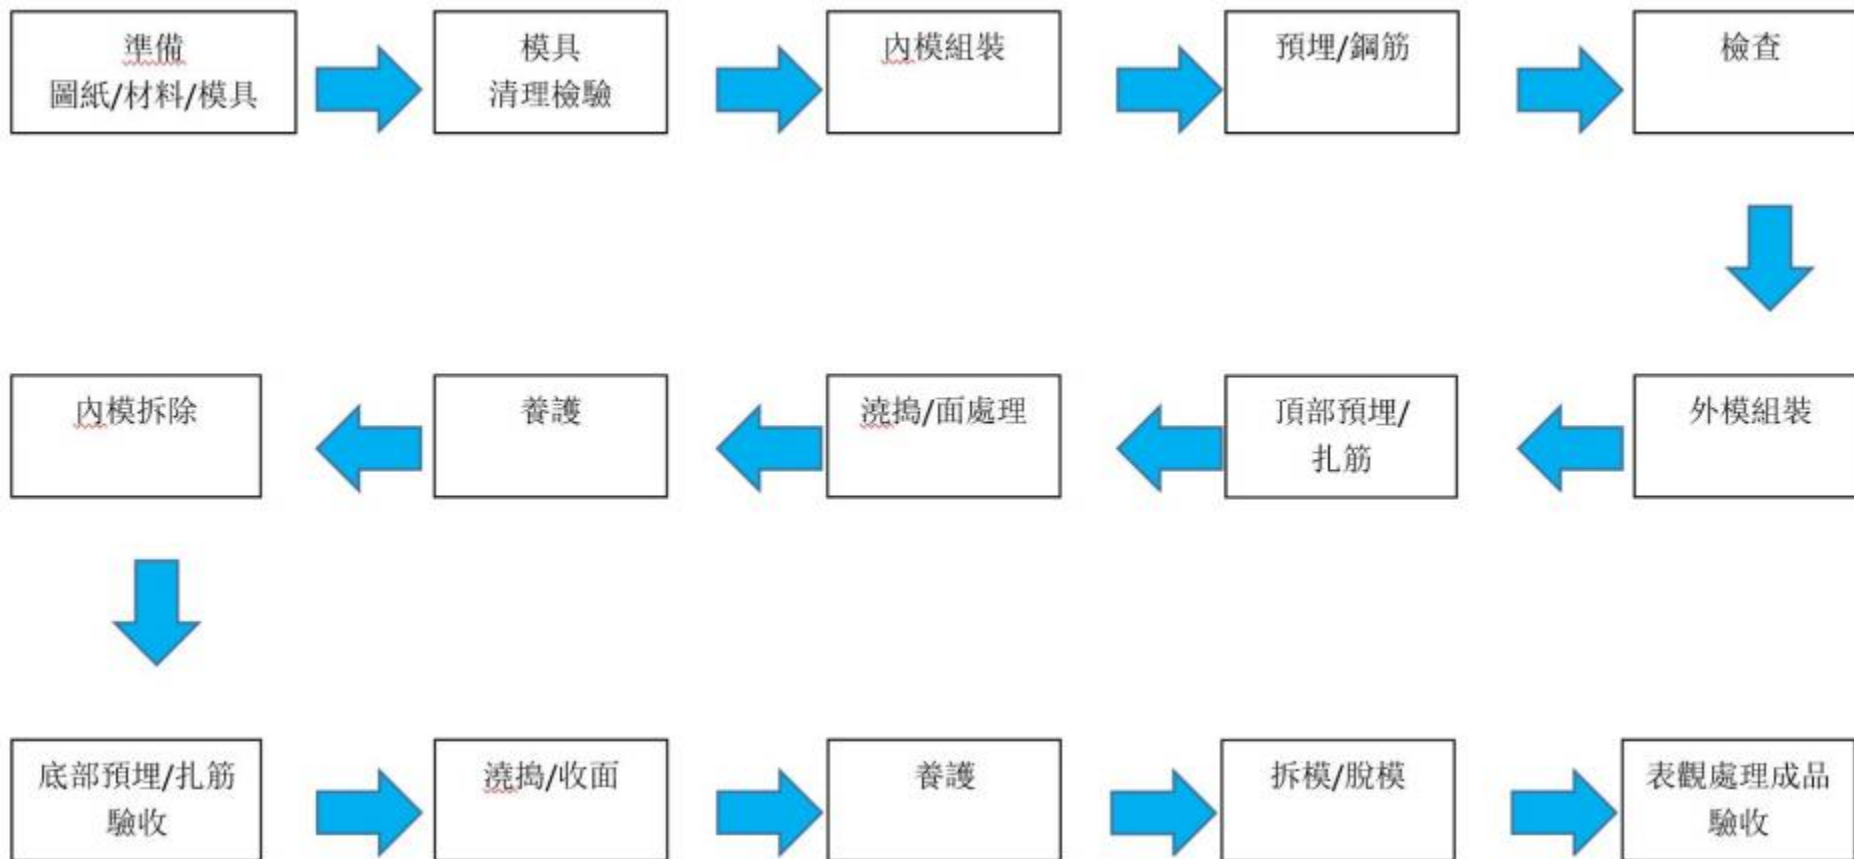 準備
圖紙/材料/模具
模具
清理檢驗
內模組裝
預埋/鋼筋
檢查
外模組裝
頂部預埋/
扎筋
澆搗/面處理
養護
內模拆除
底部預埋/扎筋
驗收
澆搗/收面
養護
拆模/脫模
表觀處理成品
驗收